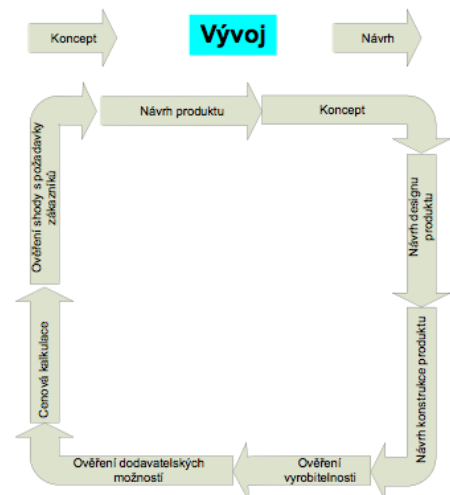 Koncept
Vývoj
Návrh
Návrh produktu
Koncept
Návrh designu
produktu
Návrh konstrukce produktu
Ověření
vyrobitelnosti
Ověření dodavatelských
možností
Cenová kalkulace
Ověření shody s požadavky
zákazníků